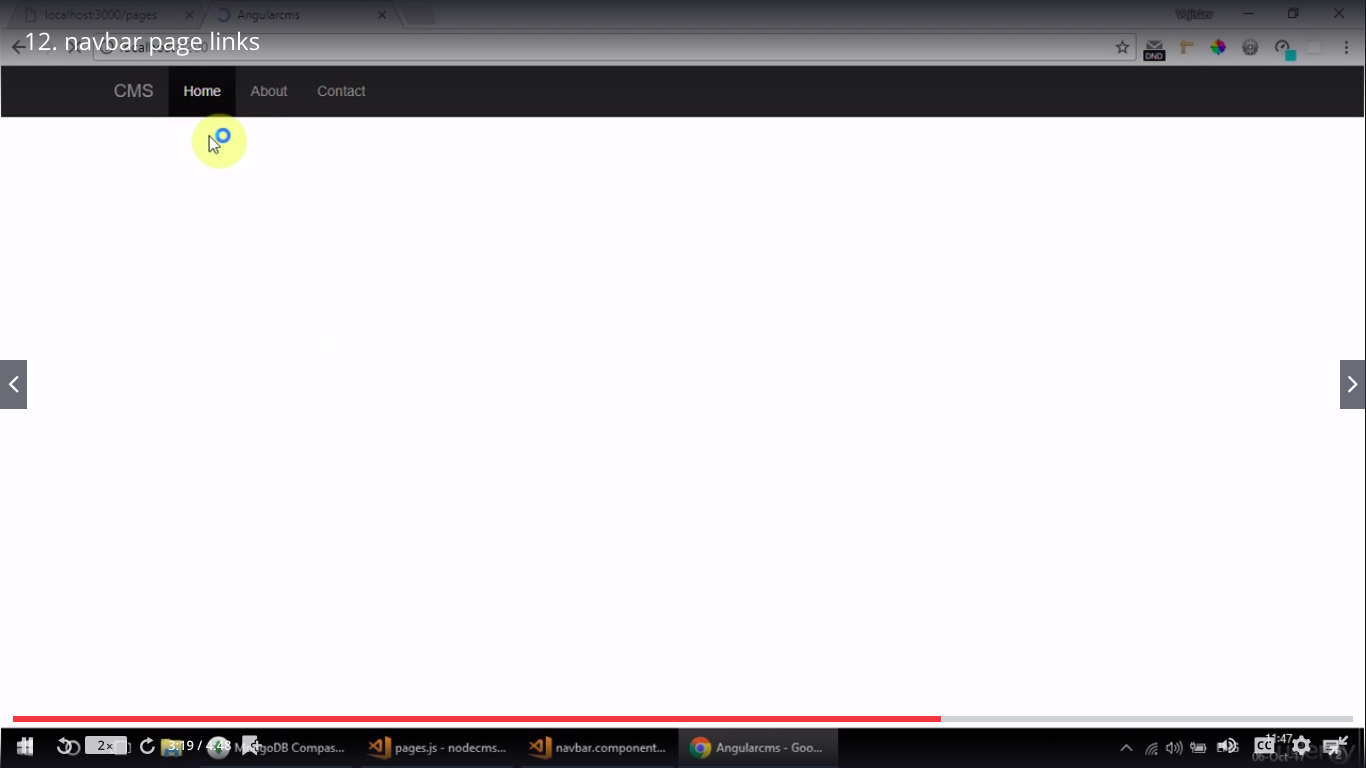 localhost:3000/pages
Angularcms
Vojislav
12. navbar page links
DND
CMS
Home
About
Contact
2×
3:19 / 4:48
MongoDB Compas...
pages.js - nodecms...
navbar.component...
Angularcms - Goo...
CC
11:47
06-Oct-17